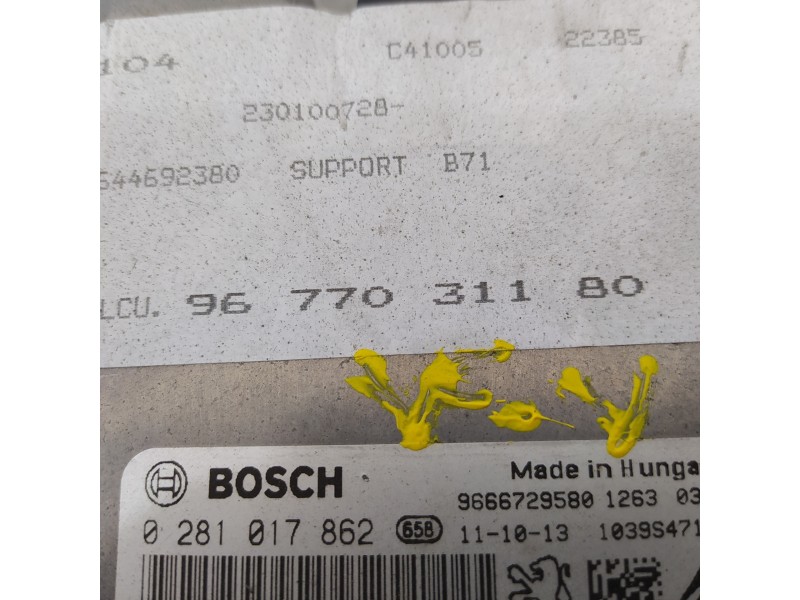 104 C41005 22385
230100728-
644692380 SUPPORT B71
LCU. 96 770 311 80
BOSCH Made in Hunga
9666729580 1263 03
0 281 017 862 658 11-10-13 1039S471